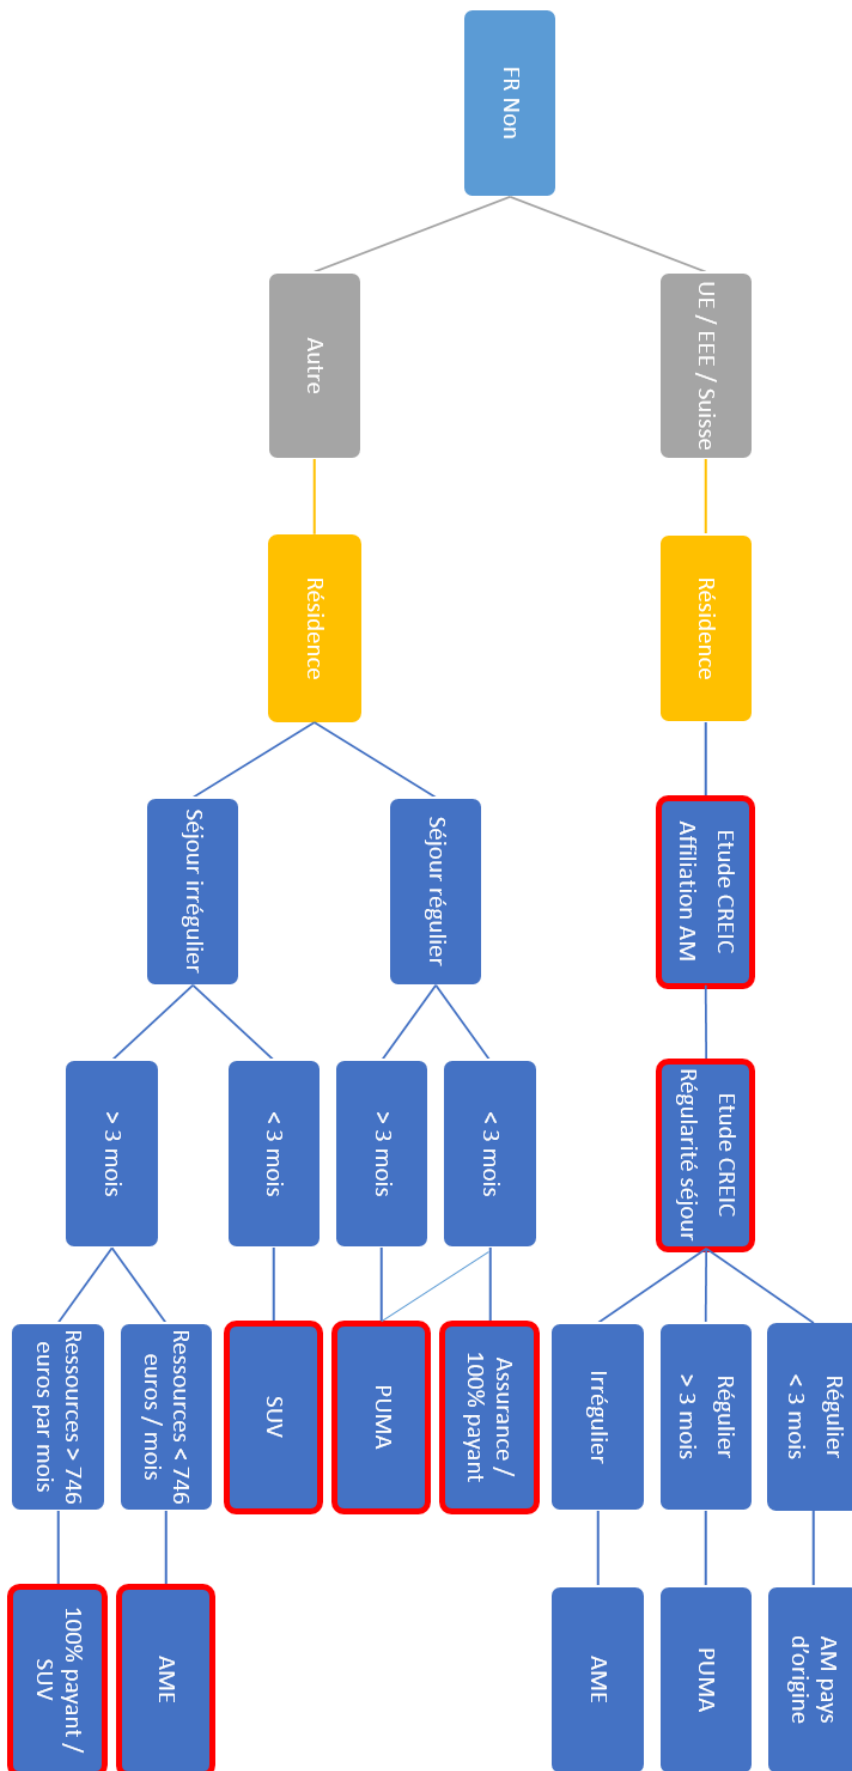 FR Non
UE / EEE / Suisse
Résidence
Etude CREIC
Affiliation AM
Etude CREIC
Régularité séjour
Régulier
< 3 mois
AM pays
d'origine
Régulier
> 3 mois
PUMA
Irrégulier
AME
Autre
Résidence
Séjour régulier
< 3 mois
Assurance /
100% payant
> 3 mois
PUMA
Séjour irrégulier
< 3 mois
SUV
> 3 mois
Ressources < 746
euros / mois
AME
Ressources > 746
euros par mois
100% payant /
SUV